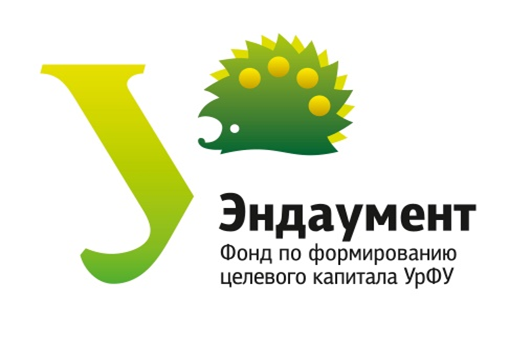 У
Эндаумент
Фонд по формированию
целевого капитала УрФУ